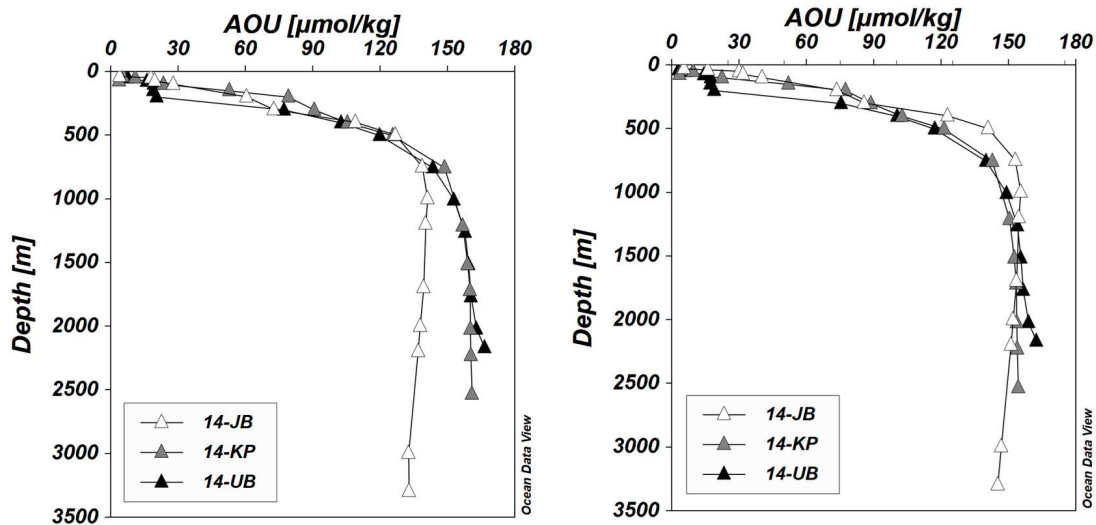 AOU [μmol/kg]
0 30 60 90 120 150 180
0
500
1000
1500
2000
2500
3000
3500
Depth [m]
14-JB
14-KP
14-UB
Ocean Data View
AOU [μmol/kg]
0 30 60 90 120 150 180
0
500
1000
1500
2000
2500
3000
3500
Depth [m]
14-JB
14-KP
14-UB
Ocean Data View